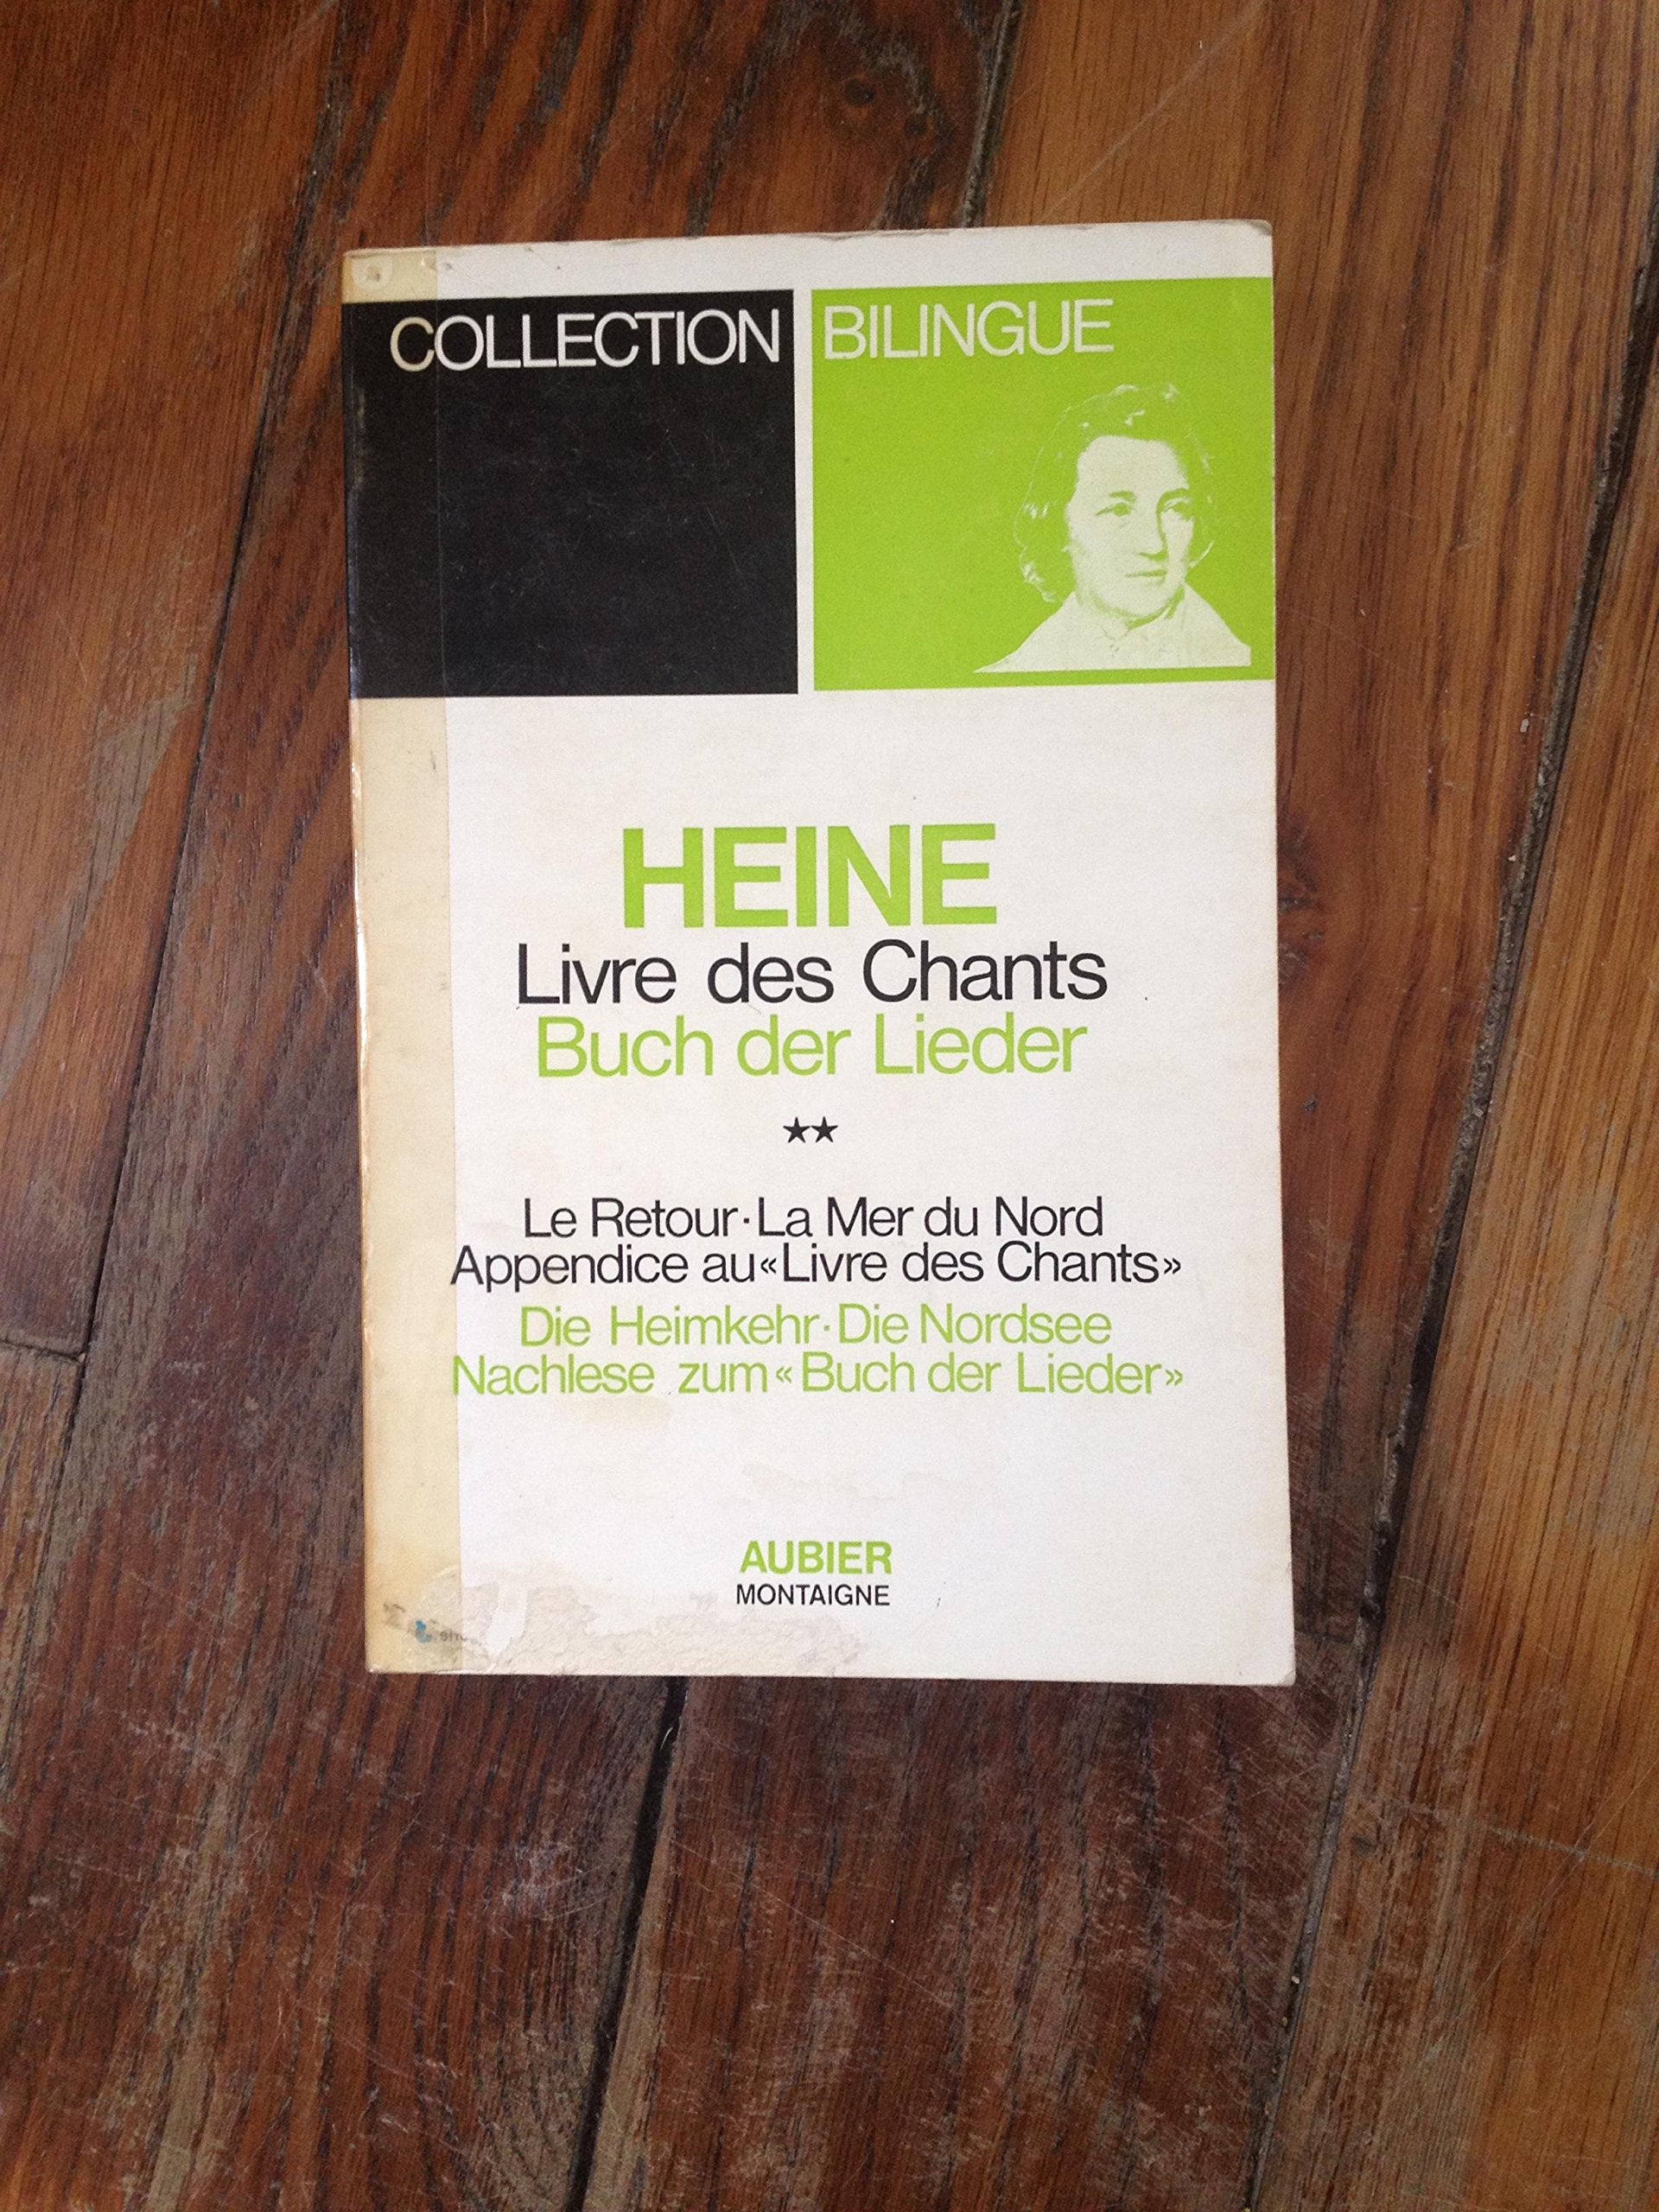 COLLECTION BILINGUE
HEINE
Livre des Chants
Buch der Lieder
★★
Le Retour·La Mer du Nord
Appendice au «Livre des Chants»
Die Heimkehr·Die Nordsee
Nachlese zum «Buch der Lieder»
AUBIER
MONTAIGNE